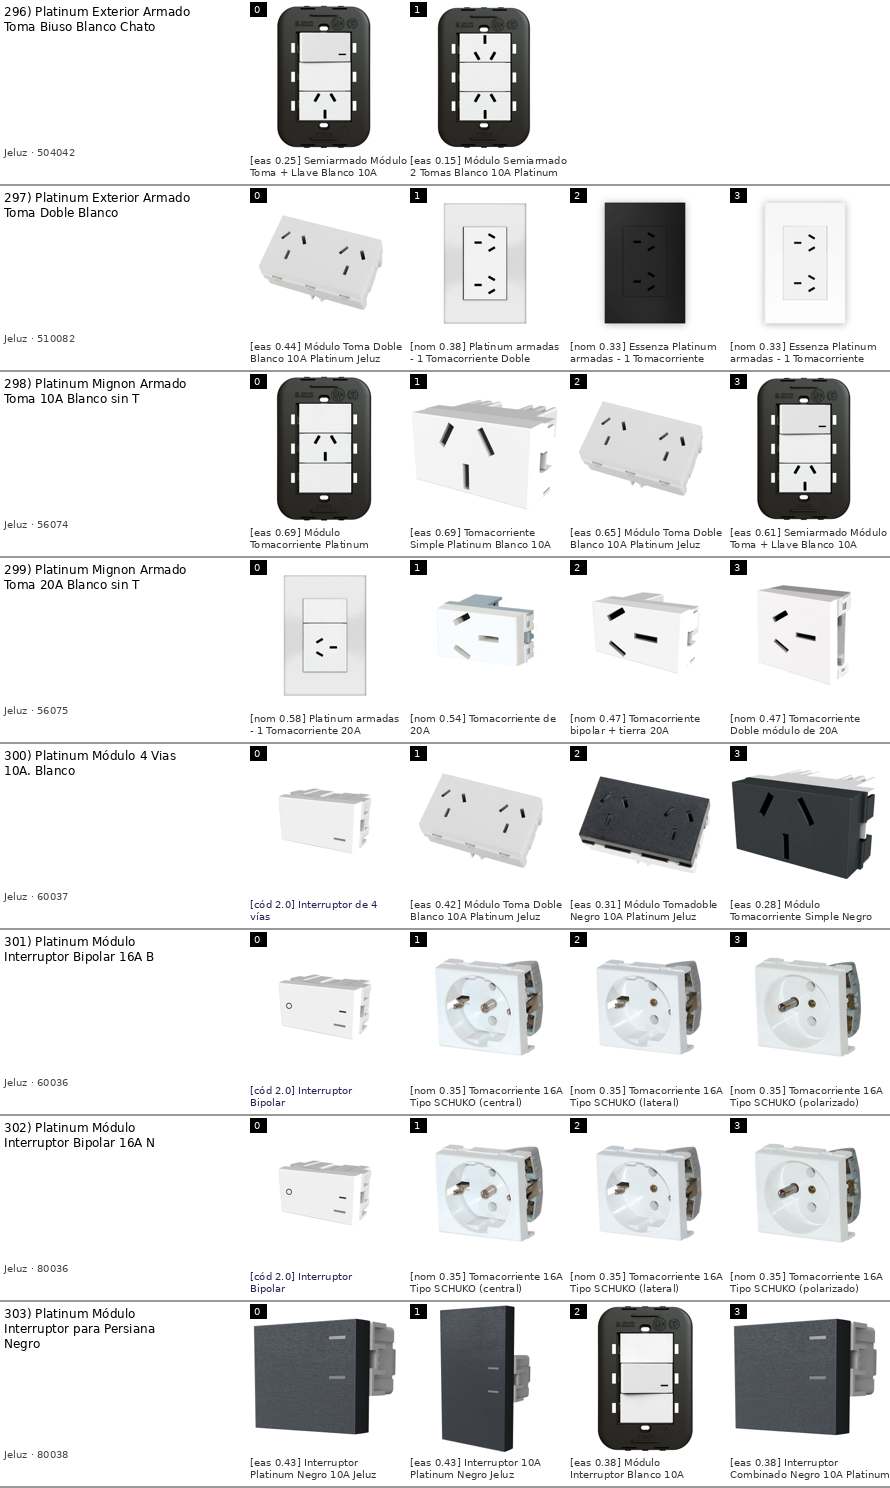 296) Platinum Exterior Armado
Toma Biuso Blanco Chato
Jeluz · 504042
0
[eas 0.25] Semiarmado Módulo
Toma + Llave Blanco 10A
1
[eas 0.15] Módulo Semiarmado
2 Tomas Blanco 10A Platinum
297) Platinum Exterior Armado
Toma Doble Blanco
Jeluz · 510082
0
[eas 0.44] Módulo Toma Doble
Blanco 10A Platinum Jeluz
1
[nom 0.38] Platinum armadas
- 1 Tomacorriente Doble
2
[nom 0.33] Essenza Platinum
armadas - 1 Tomacorriente
3
[nom 0.33] Essenza Platinum
armadas - 1 Tomacorriente
298) Platinum Mignon Armado
Toma 10A Blanco sin T
Jeluz · 56074
0
[eas 0.69] Módulo
Tomacorriente Platinum
1
[eas 0.69] Tomacorriente
Simple Platinum Blanco 10A
2
[eas 0.65] Módulo Toma Doble
Blanco 10A Platinum Jeluz
3
[eas 0.61] Semiarmado Módulo
Toma + Llave Blanco 10A
299) Platinum Mignon Armado
Toma 20A Blanco sin T
Jeluz · 56075
0
[nom 0.58] Platinum armadas
- 1 Tomacorriente 20A
1
[nom 0.54] Tomacorriente de
20A
2
[nom 0.47] Tomacorriente
bipolar + tierra 20A
3
[nom 0.47] Tomacorriente
Doble módulo de 20A
300) Platinum Módulo 4 Vias
10A. Blanco
Jeluz · 60037
0
[cód 2.0] Interruptor de 4
vías
1
[eas 0.42] Módulo Toma Doble
Blanco 10A Platinum Jeluz
2
[eas 0.31] Módulo Tomadoble
Negro 10A Platinum Jeluz
3
[eas 0.28] Módulo
Tomacorriente Simple Negro
301) Platinum Módulo
Interruptor Bipolar 16A B
Jeluz · 60036
0
[cód 2.0] Interruptor
Bipolar
1
[nom 0.35] Tomacorriente 16A
Tipo SCHUKO (central)
2
[nom 0.35] Tomacorriente 16A
Tipo SCHUKO (lateral)
3
[nom 0.35] Tomacorriente 16A
Tipo SCHUKO (polarizado)
302) Platinum Módulo
Interruptor Bipolar 16A N
Jeluz · 80036
0
[cód 2.0] Interruptor
Bipolar
1
[nom 0.35] Tomacorriente 16A
Tipo SCHUKO (central)
2
[nom 0.35] Tomacorriente 16A
Tipo SCHUKO (lateral)
3
[nom 0.35] Tomacorriente 16A
Tipo SCHUKO (polarizado)
303) Platinum Módulo
Interruptor para Persiana
Negro
Jeluz · 80038
0
[eas 0.43] Interruptor
Platinum Negro 10A Jeluz
1
[eas 0.43] Interruptor 10A
Platinum Negro Jeluz
2
[eas 0.38] Módulo
Interruptor Blanco 10A
3
[eas 0.38] Interruptor
Combinado Negro 10A Platinum